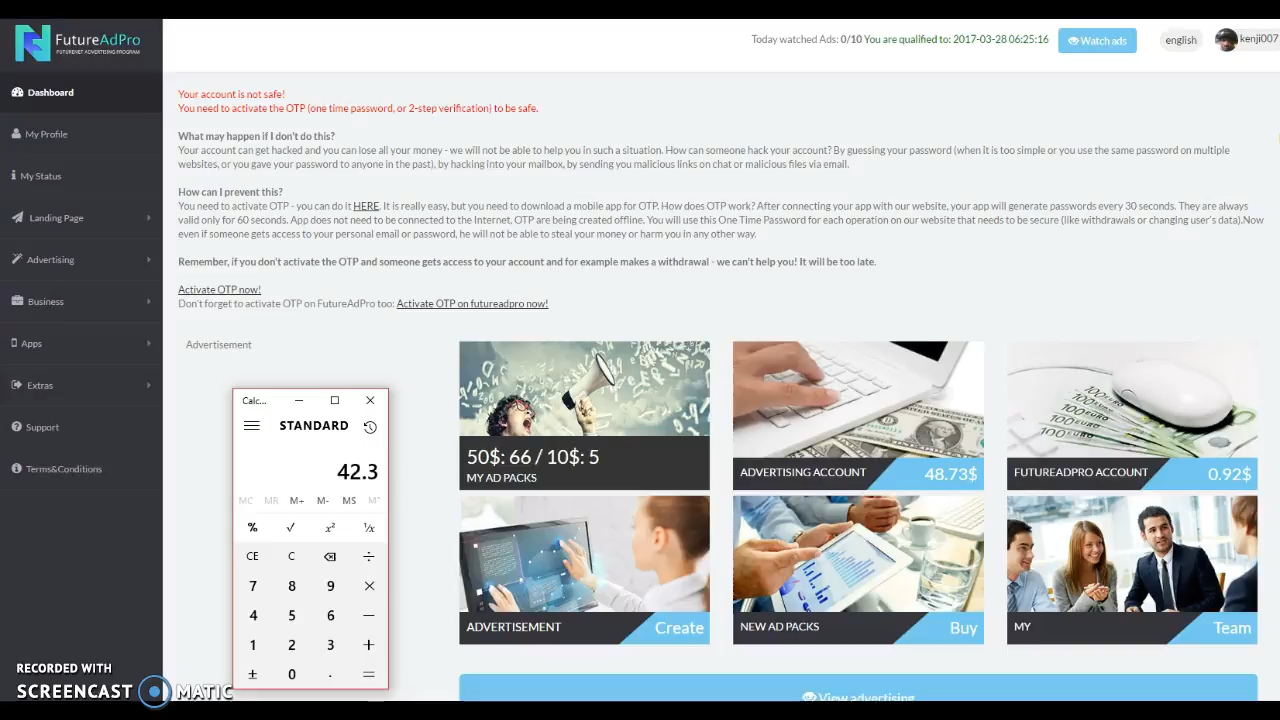 FutureAdPro
FUTURENET ADVERTISING PROGRAM
Today watched Ads: 0/10 You are qualified to: 2017-03-28 06:25:16
Watch ads
english
kenji007
Dashboard
My Profile
My Status
Landing Page
Advertising
Business
Apps
Extras
Support
Terms&Conditions
Your account is not safe!
You need to activate the OTP (one time password, or 2-step verification) to be safe.
What may happen if I don't do this?
Your account can get hacked and you can lose all your money - we will not be able to help you in such a situation. How can someone hack your account? By guessing your password (when it is too simple or you use the same password on multiple
websites, or you gave your password to anyone in the past), by hacking into your mailbox, by sending you malicious links on chat or malicious files via email.
How can I prevent this?
You need to activate OTP - you can do it HERE. It is really easy, but you need to download a mobile app for OTP. How does OTP work? After connecting your app with our website, your app will generate passwords every 30 seconds. They are always
valid only for 60 seconds. App does not need to be connected to the Internet, OTP are being created offline. You will use this One Time Password for each operation on our website that needs to be secure (like withdrawals or changing user's data).Now
even if someone gets access to your personal email or password, he will not be able to steal your money or harm you in any other way.
Remember, if you don't activate the OTP and someone gets access to your account and for example makes a withdrawal - we can't help you! It will be too late.
Activate OTP now!
Don't forget to activate OTP on FutureAdPro too: Activate OTP on futureadpro now!
Advertisement
50$: 66 / 10$: 5
MY AD PACKS
ADVERTISING ACCOUNT
48.73$
FUTUREADPRO ACCOUNT
0.92$
ADVERTISEMENT
Create
NEW AD PACKS
Buy
MY
Team
View advertising
Calc...
STANDARD
42.3
MC MR M+ M- MS M˅
% √ x² ¹/x
CE C ⌫ ÷
7 8 9 ×
4 5 6 −
1 2 3 +
± 0 . =
RECORDED WITH
SCREENCAST MATIC